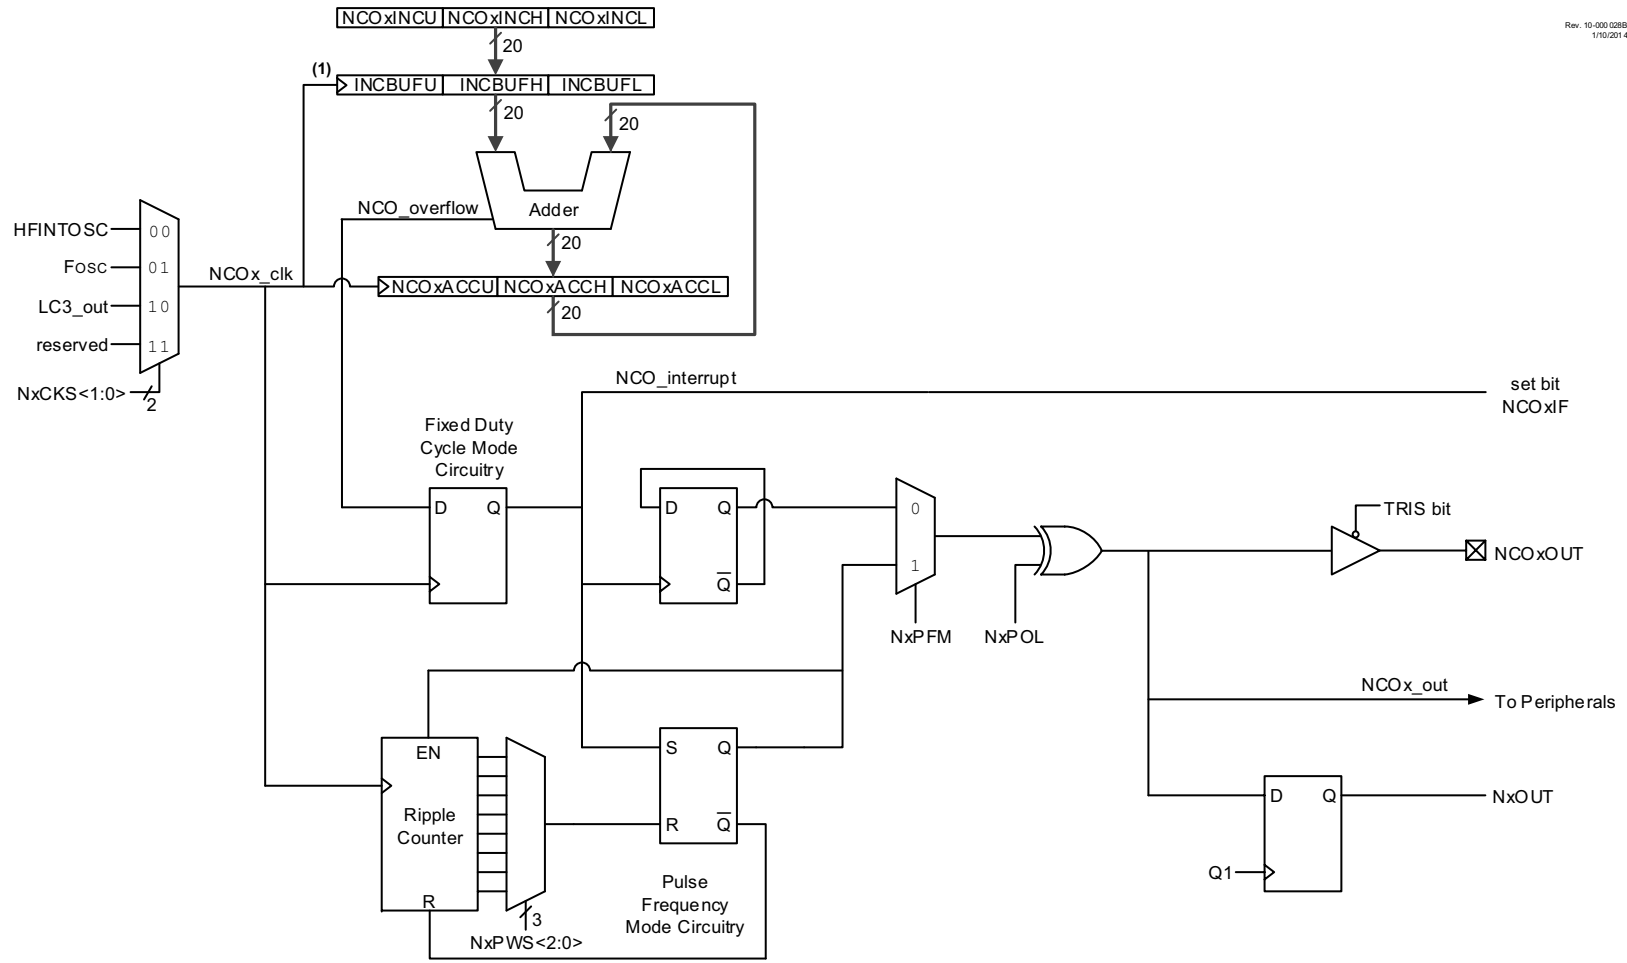 NCOxINCU NCOxINCH NCOxINCL
Rev. 10-000028B
1/10/2014
20
(1)
INCBUFU INCBUFH INCBUFL
20
20
NCO_overflow
Adder
HFINTOSC
00
20
Fosc
01
NCOx_clk
NCOxACCU NCOxACCH NCOxACCL
LC3_out
10
20
reserved
11
NxCKS<1:0>
2
NCO_interrupt
set bit
NCOxIF
Fixed Duty
Cycle Mode
Circuitry
D Q
D Q
0
TRIS bit
NCOxOUT
Q
1
NxPFM
NxPOL
NCOx_out
To Peripherals
EN
S Q
Ripple
Counter
R Q
D Q
NxOUT
Q1
R
3
NxPWS<2:0>
Pulse
Frequency
Mode Circuitry